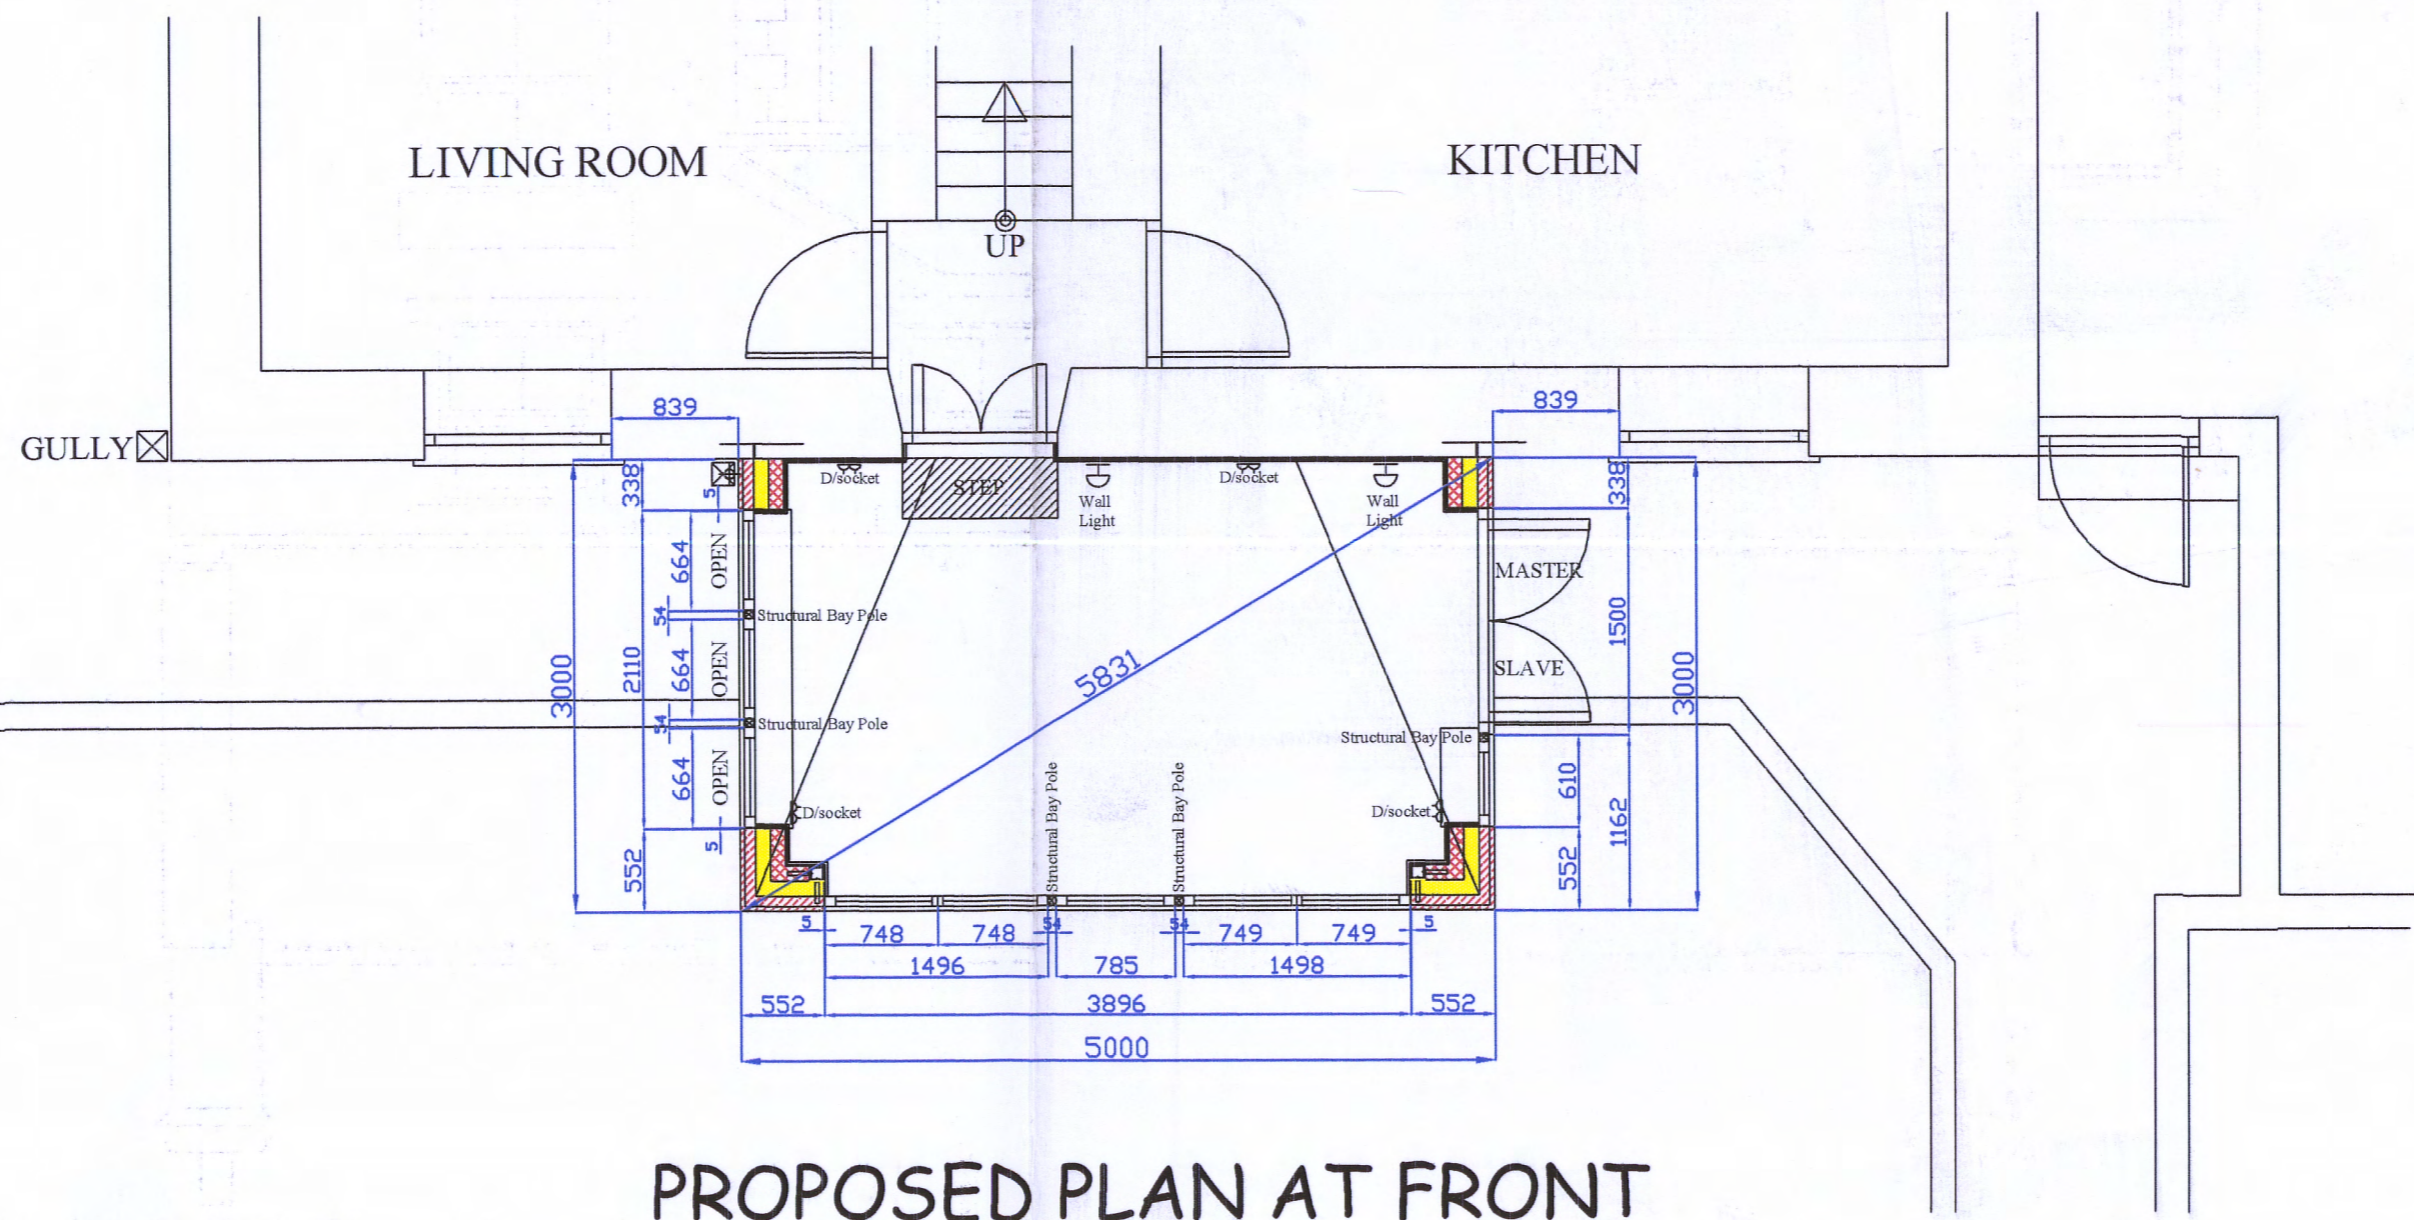 LIVING ROOM
KITCHEN
UP
839
839
GULLY
338
5
D/socket
STEP
Wall
Light
D/socket
Wall
Light
338
664
OPEN
MASTER
54
Structural Bay Pole
1500
3000
2110
664
OPEN
5831
SLAVE
3000
54
Structural Bay Pole
Structural Bay Pole
664
OPEN
D/socket
Structural Bay Pole
Structural Bay Pole
D/socket
610
1162
5
552
552
5
748
748
54
54
749
749
5
1496
785
1498
552
3896
552
5000
PROPOSED PLAN AT FRONT